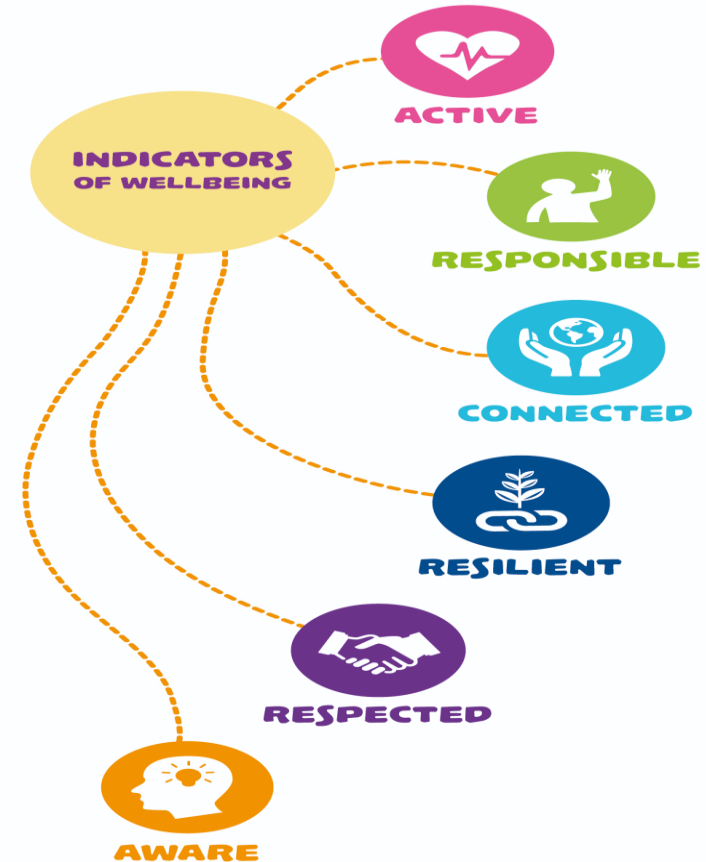 INDICATORS
OF WELLBEING
ACTIVE
RESPONSIBLE
CONNECTED
RESILIENT
RESPECTED
AWARE